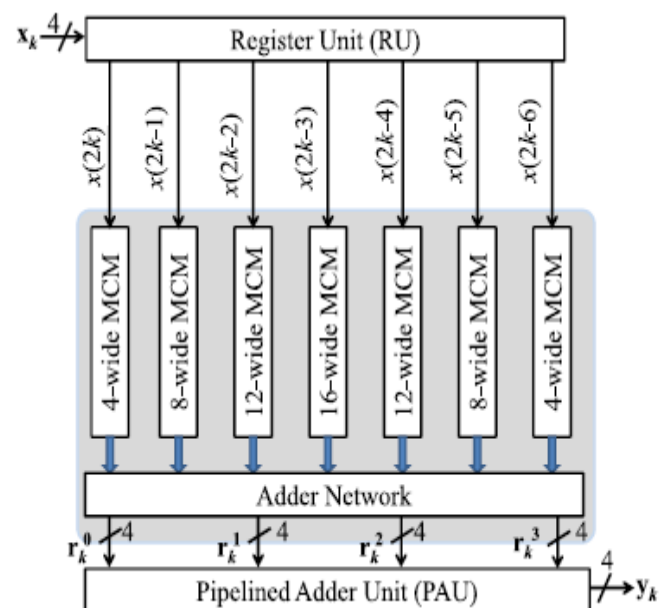 x_k 4 Register Unit (RU)
x(2k)
x(2k-1)
x(2k-2)
x(2k-3)
x(2k-4)
x(2k-5)
x(2k-6)
4-wide MCM
8-wide MCM
12-wide MCM
16-wide MCM
12-wide MCM
8-wide MCM
4-wide MCM
Adder Network
r_k^0 4 r_k^1 4 r_k^2 4 r_k^3 4
Pipelined Adder Unit (PAU) 4 y_k